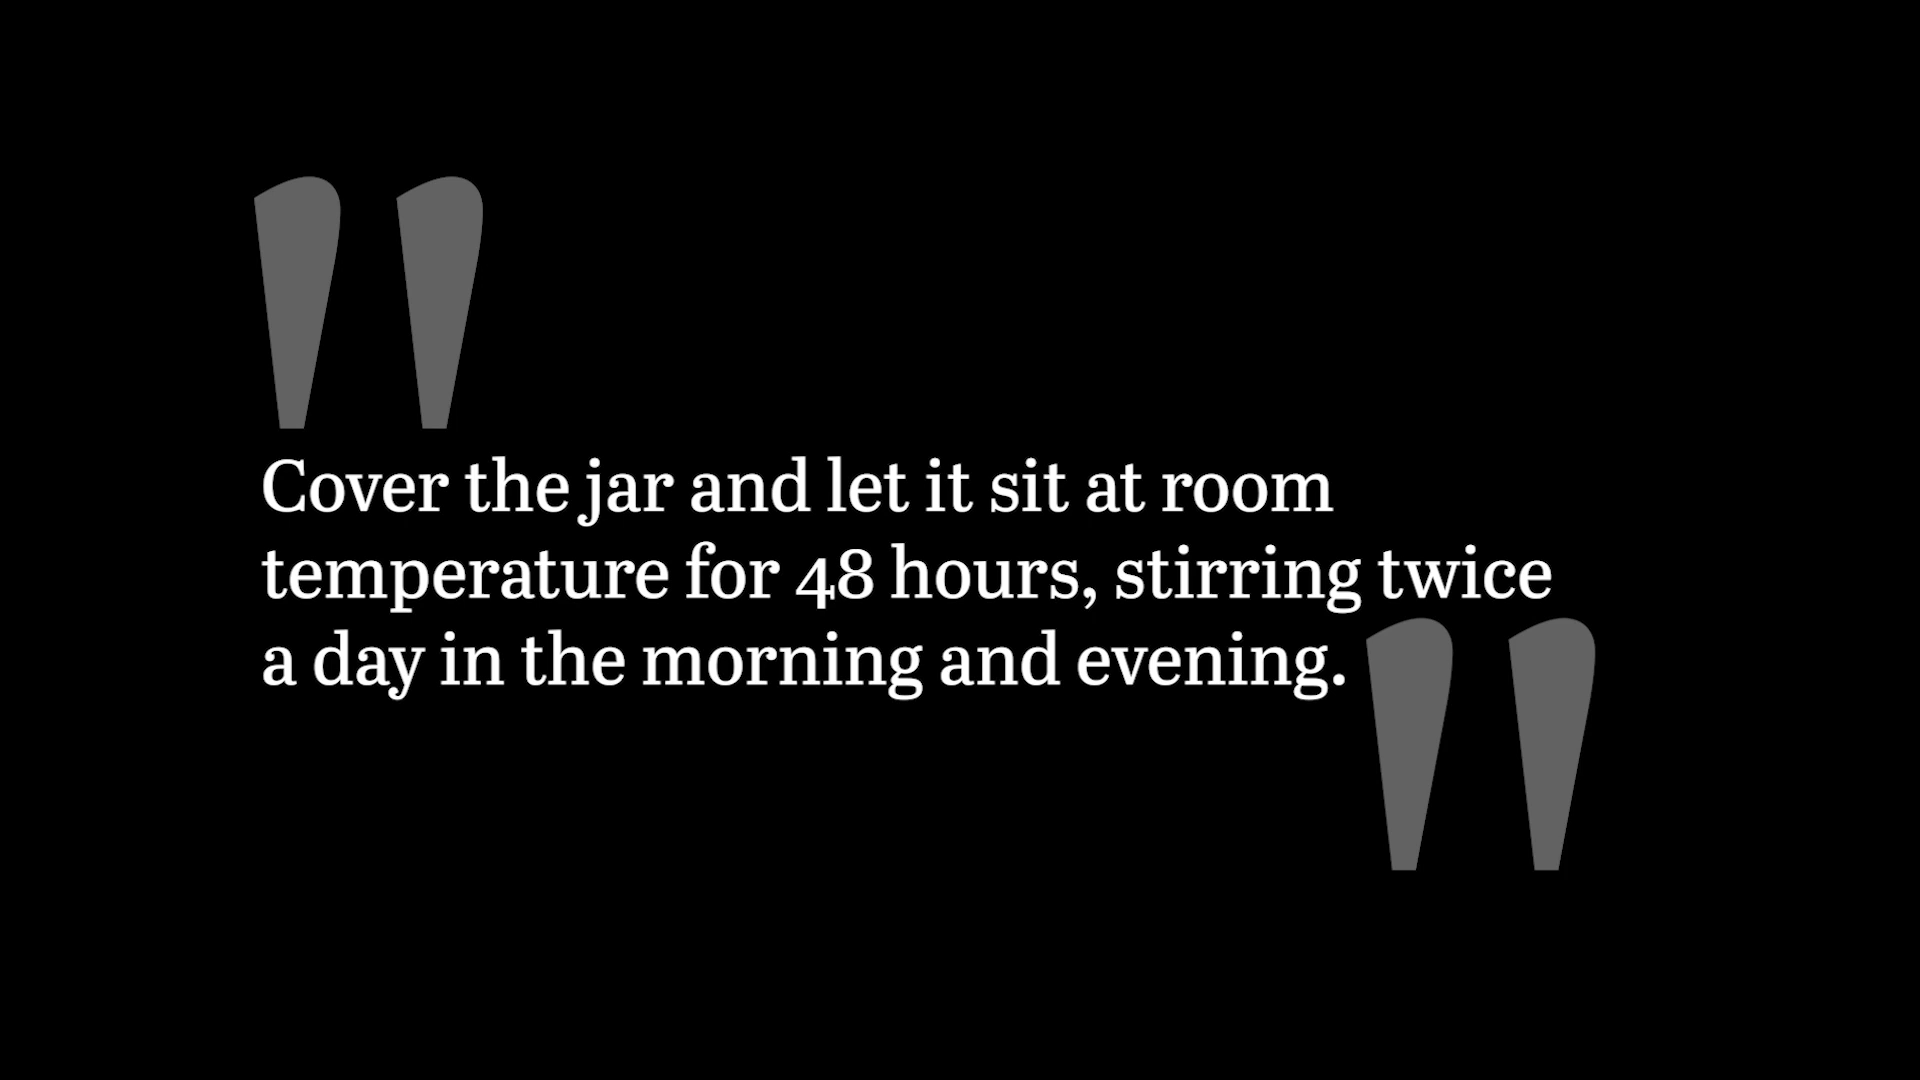 "
Cover the jar and let it sit at room
temperature for 48 hours, stirring twice
a day in the morning and evening. "